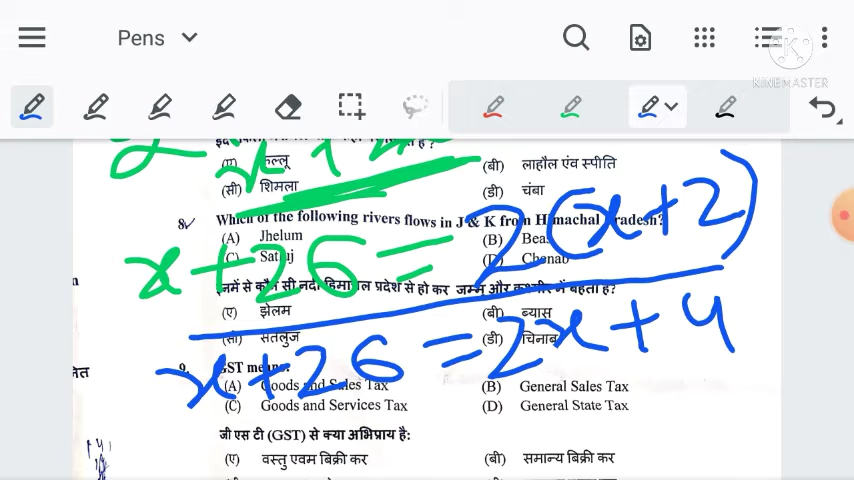 Pens
KINEMASTER
(ए) कुल्लू
(बी) लाहौल एंव स्पीति
(सी) शिमला
(डी) चंबा
8. Which of the following rivers flows in J & K from Himachal Pradesh?
(A) Jhelum
(B) Beas
(C) Satluj
(D) Chenab
x + 26 = 2(x + 2)
इनमें से कौन सी नदी हिमाचल प्रदेश से हो कर जम्मू और कश्मीर में बहता है?
(ए) झेलम
(बी) ब्यास
(सी) सतलुज
(डी) चिनाब
x + 26 = 2x + 4
9. GST means:
(A) Goods and Sales Tax
(B) General Sales Tax
(C) Goods and Services Tax
(D) General State Tax
जी एस टी (GST) से क्या अभिप्राय है:
(ए) वस्तु एवम बिक्री कर
(बी) सामान्य बिक्री कर